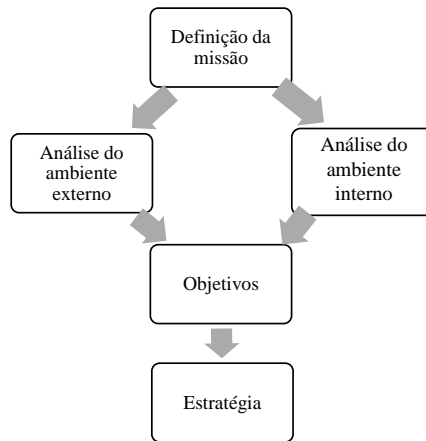 Definição da
missão
Análise do
ambiente
externo
Análise do
ambiente
interno
Objetivos
Estratégia